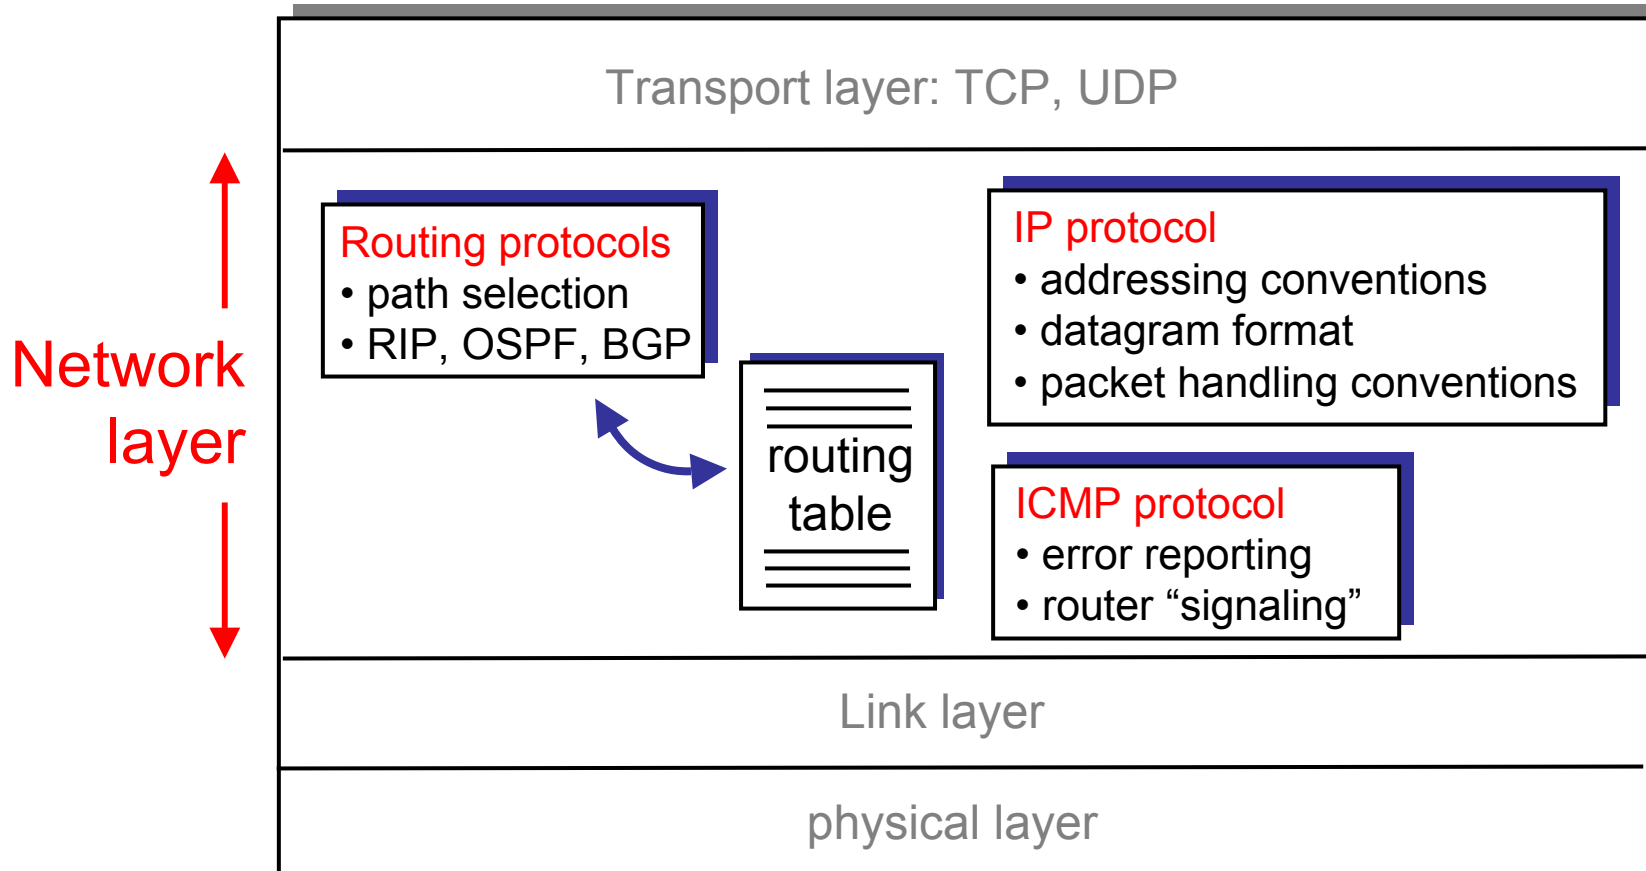 Transport layer: TCP, UDP
Network
layer
Routing protocols
• path selection
• RIP, OSPF, BGP
routing
table
IP protocol
• addressing conventions
• datagram format
• packet handling conventions
ICMP protocol
• error reporting
• router “signaling”
Link layer
physical layer